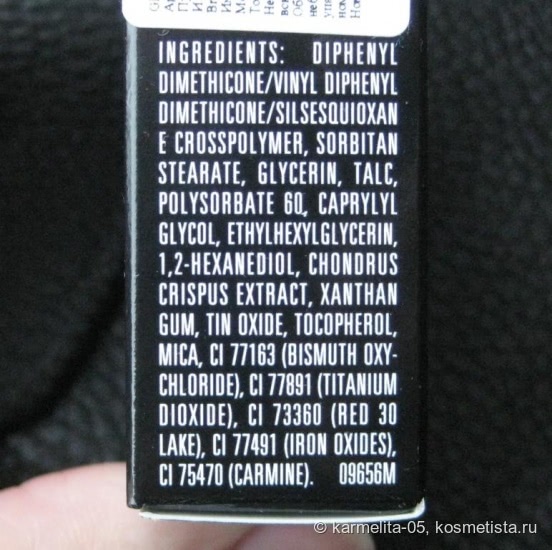 INGREDIENTS: DIPHENYL
DIMETHICONE/VINYL DIPHENYL
DIMETHICONE/SILSESQUIOXAN
E CROSSPOLYMER, SORBITAN
STEARATE, GLYCERIN, TALC,
POLYSORBATE 60, CAPRYLYL
GLYCOL, ETHYLHEXYLGLYCERIN,
1,2-HEXANEDIOL, CHONDRUS
CRISPUS EXTRACT, XANTHAN
GUM, TIN OXIDE, TOCOPHEROL,
MICA, CI 77163 (BISMUTH OXY-
CHLORIDE), CI 77891 (TITANIUM
DIOXIDE), CI 73360 (RED 30
LAKE), CI 77491 (IRON OXIDES),
CI 75470 (CARMINE). 09656M
© karmelita-05, kosmetista.ru